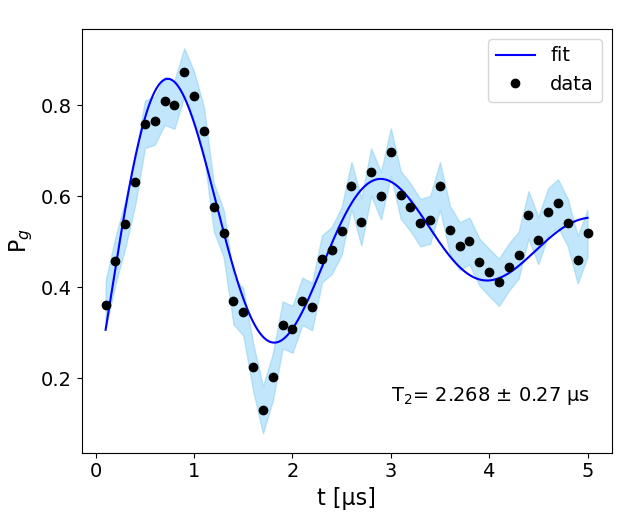 fit
data
0.8
0.6
0.4
0.2
P_g
T_2= 2.268 ± 0.27 μs
0 1 2 3 4 5
t [μs]